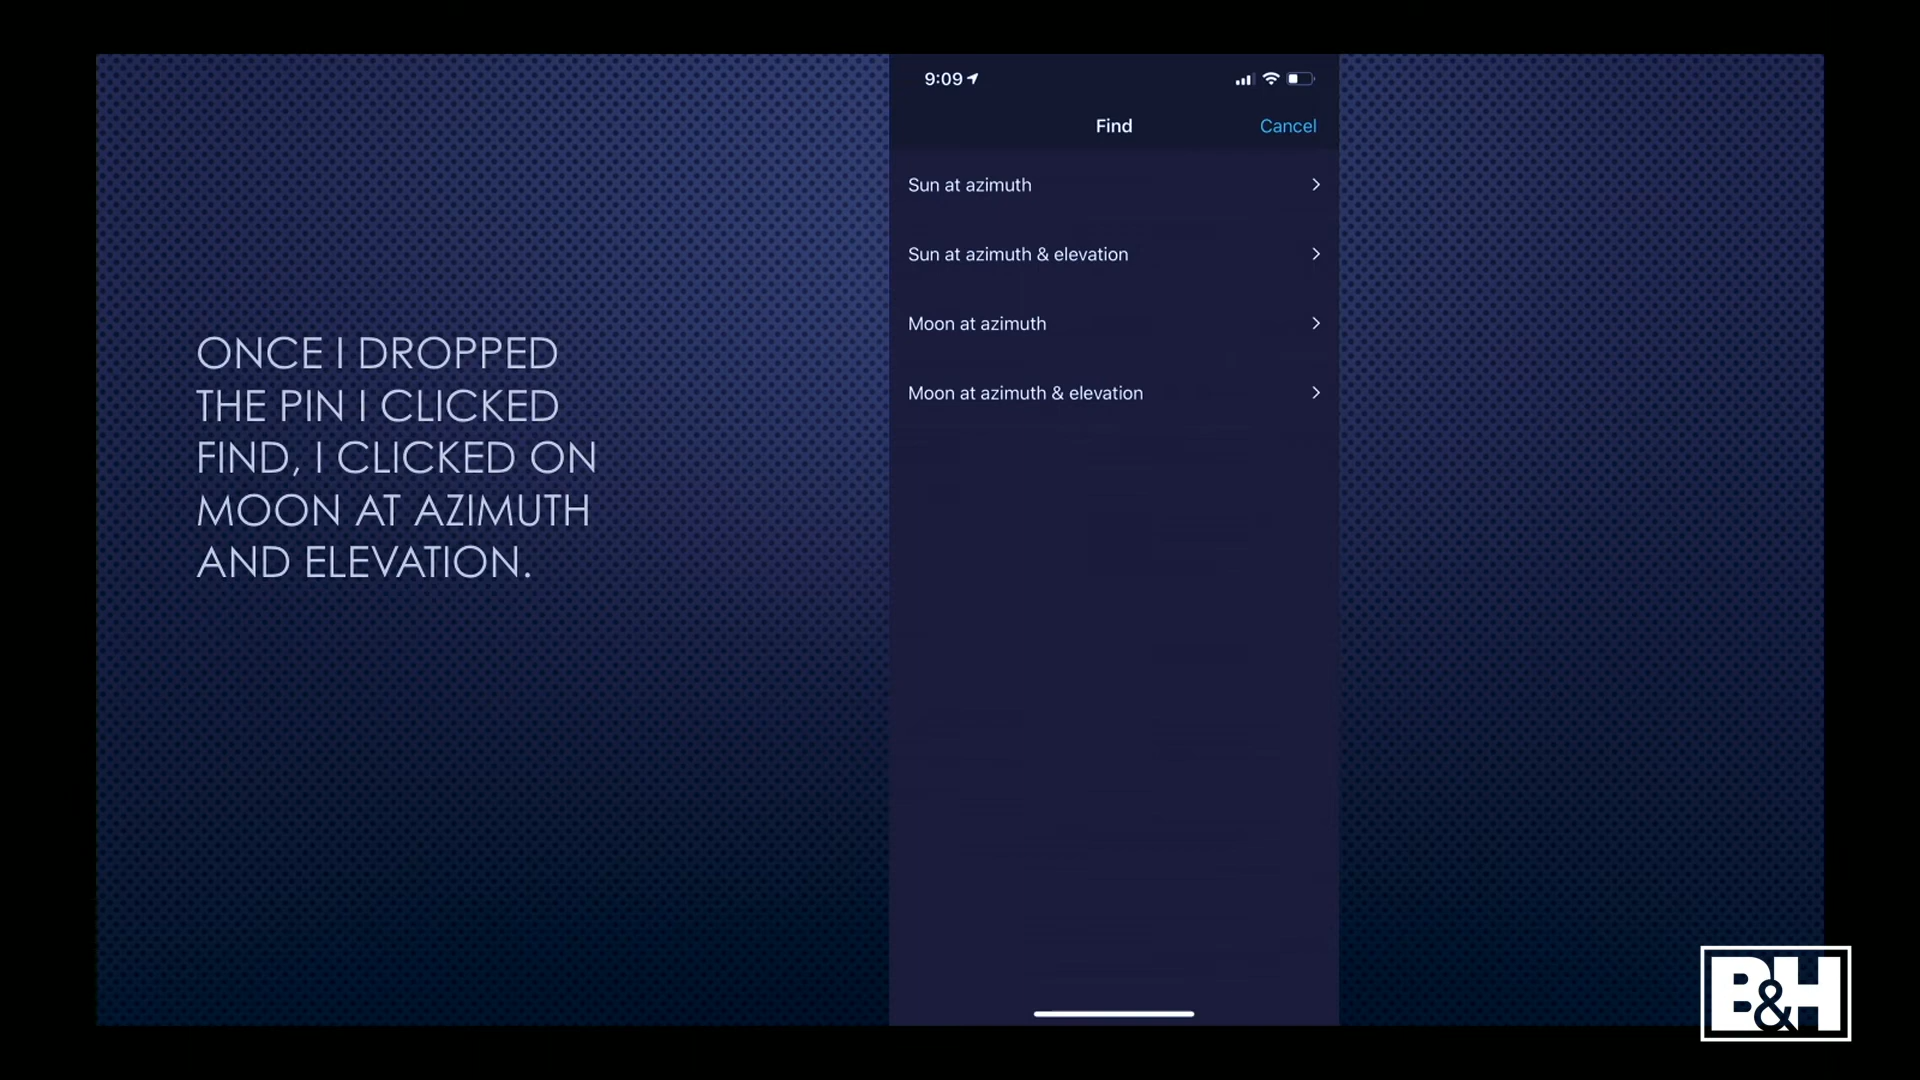 ONCE I DROPPED
THE PIN I CLICKED
FIND, I CLICKED ON
MOON AT AZIMUTH
AND ELEVATION.
9:09
Find
Cancel
Sun at azimuth
Sun at azimuth & elevation
Moon at azimuth
Moon at azimuth & elevation
B&H